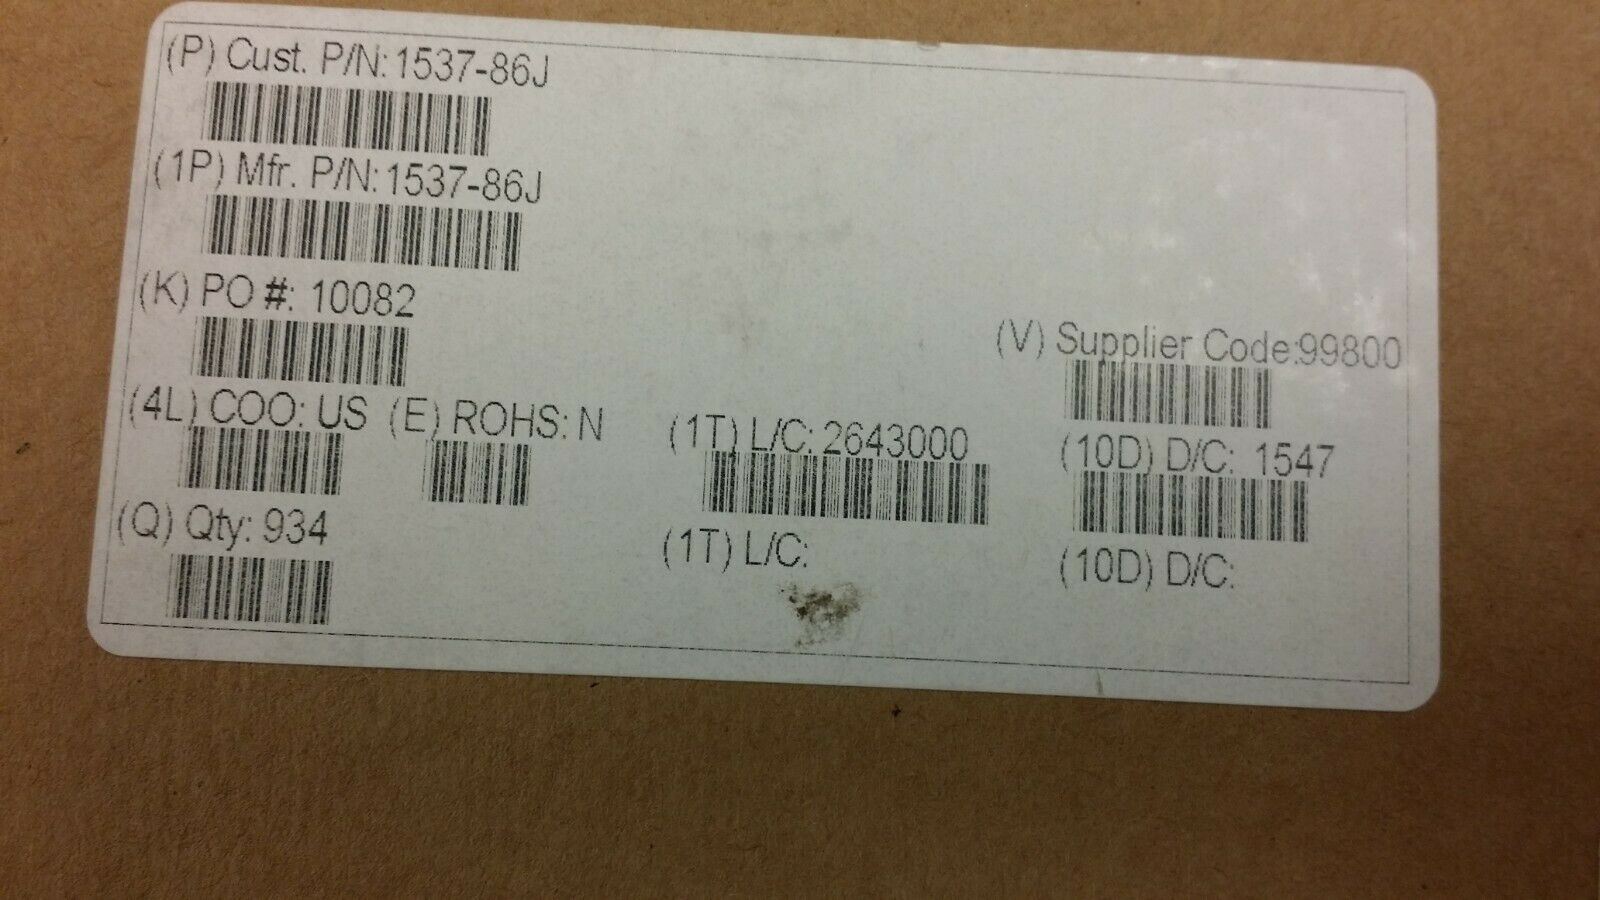 (P) Cust. P/N: 1537-86J
(1P) Mfr. P/N: 1537-86J
(K) PO #: 10082
(V) Supplier Code:99800
(4L) COO: US (E) ROHS: N
(1T) L/C: 2643000
(10D) D/C: 1547
(Q) Qty: 934
(1T) L/C:
(10D) D/C: